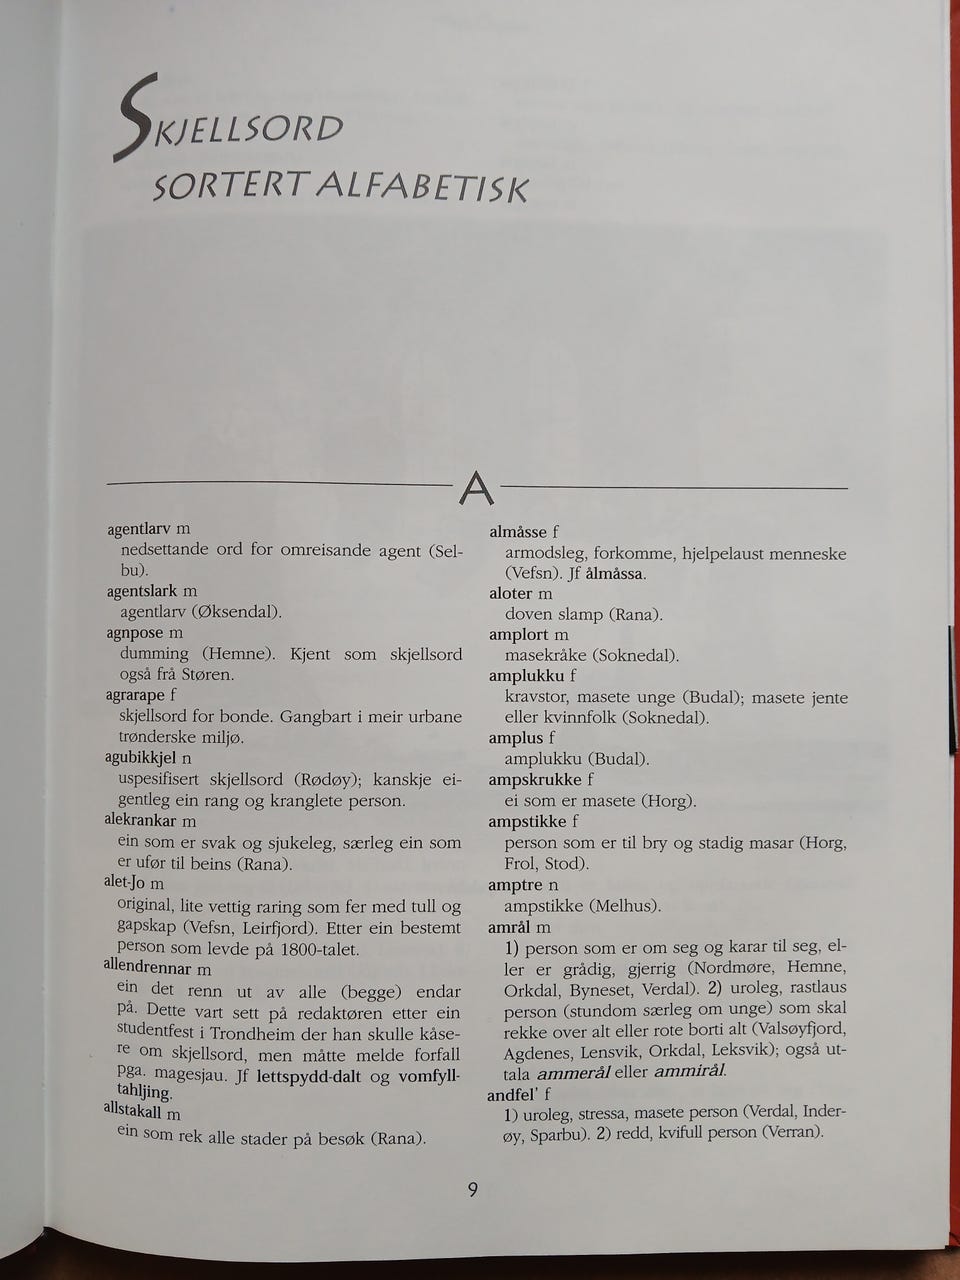 SKJELLSORD
SORTERT ALFABETISK
A
agentlarv m
nedsettande ord for omreisande agent (Sel-
bu).
agentslark m
agentlarv (Øksendal).
agnpose m
dumming (Hemne). Kjent som skjellsord
også frå Støren.
agrarape f
skjellsord for bonde. Gangbart i meir urbane
trønderske miljø.
agubikkjel n
uspesifisert skjellsord (Rødøy); kanskje ei-
gentleg ein rang og kranglete person.
alekrankar m
ein som er svak og sjukeleg, særleg ein som
er ufør til beins (Rana).
alet-Jo m
original, lite vettig raring som fer med tull og
gapskap (Vefsn, Leirfjord). Etter ein bestemt
person som levde på 1800-talet.
allendrennar m
ein det renn ut av alle (begge) endar
på. Dette vart sett på redaktøren etter ein
studentfest i Trondheim der han skulle kåse-
re om skjellsord, men måtte melde forfall
pga. magesjau. Jf lettspydd-dalt og vomfyll-
tahljing.
allstakall m
ein som rek alle stader på besøk (Rana).
almåsse f
armodsleg, forkomme, hjelpelaust menneske
(Vefsn). Jf ålmåssa.
aloter m
doven slamp (Rana).
amplort m
masekråke (Soknedal).
amplukku f
kravstor, masete unge (Budal); masete jente
eller kvinnfolk (Soknedal).
amplus f
amplukku (Budal).
ampskrukke f
ei som er masete (Horg).
ampstikke f
person som er til bry og stadig masar (Horg,
Frol, Stod).
amptre n
ampstikke (Melhus).
amrål m
1) person som er om seg og karar til seg, el-
ler er grådig, gjerrig (Nordmøre, Hemne,
Orkdal, Byneset, Verdal). 2) uroleg, rastlaus
person (stundom særleg om unge) som skal
rekke over alt eller rote borti alt (Valsøyfjord,
Agdenes, Lensvik, Orkdal, Leksvik); også ut-
tala ammerål eller ammirål.
andfel' f
1) uroleg, stressa, masete person (Verdal, Inder-
øy, Sparbu). 2) redd, kvifull person (Verran).
9